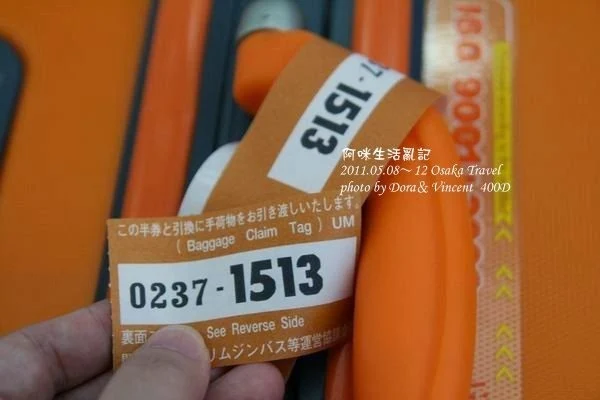 7-1513
阿咪生活亂記
2011.05.08～12 Osaka Travel
photo by Dora & Vincent 400D
この半券と引換に手荷物をお引き渡しいたします。
( Baggage Claim Tag ) UM
0237-1513
裏面 See Reverse Side
リムジンバス等運営協